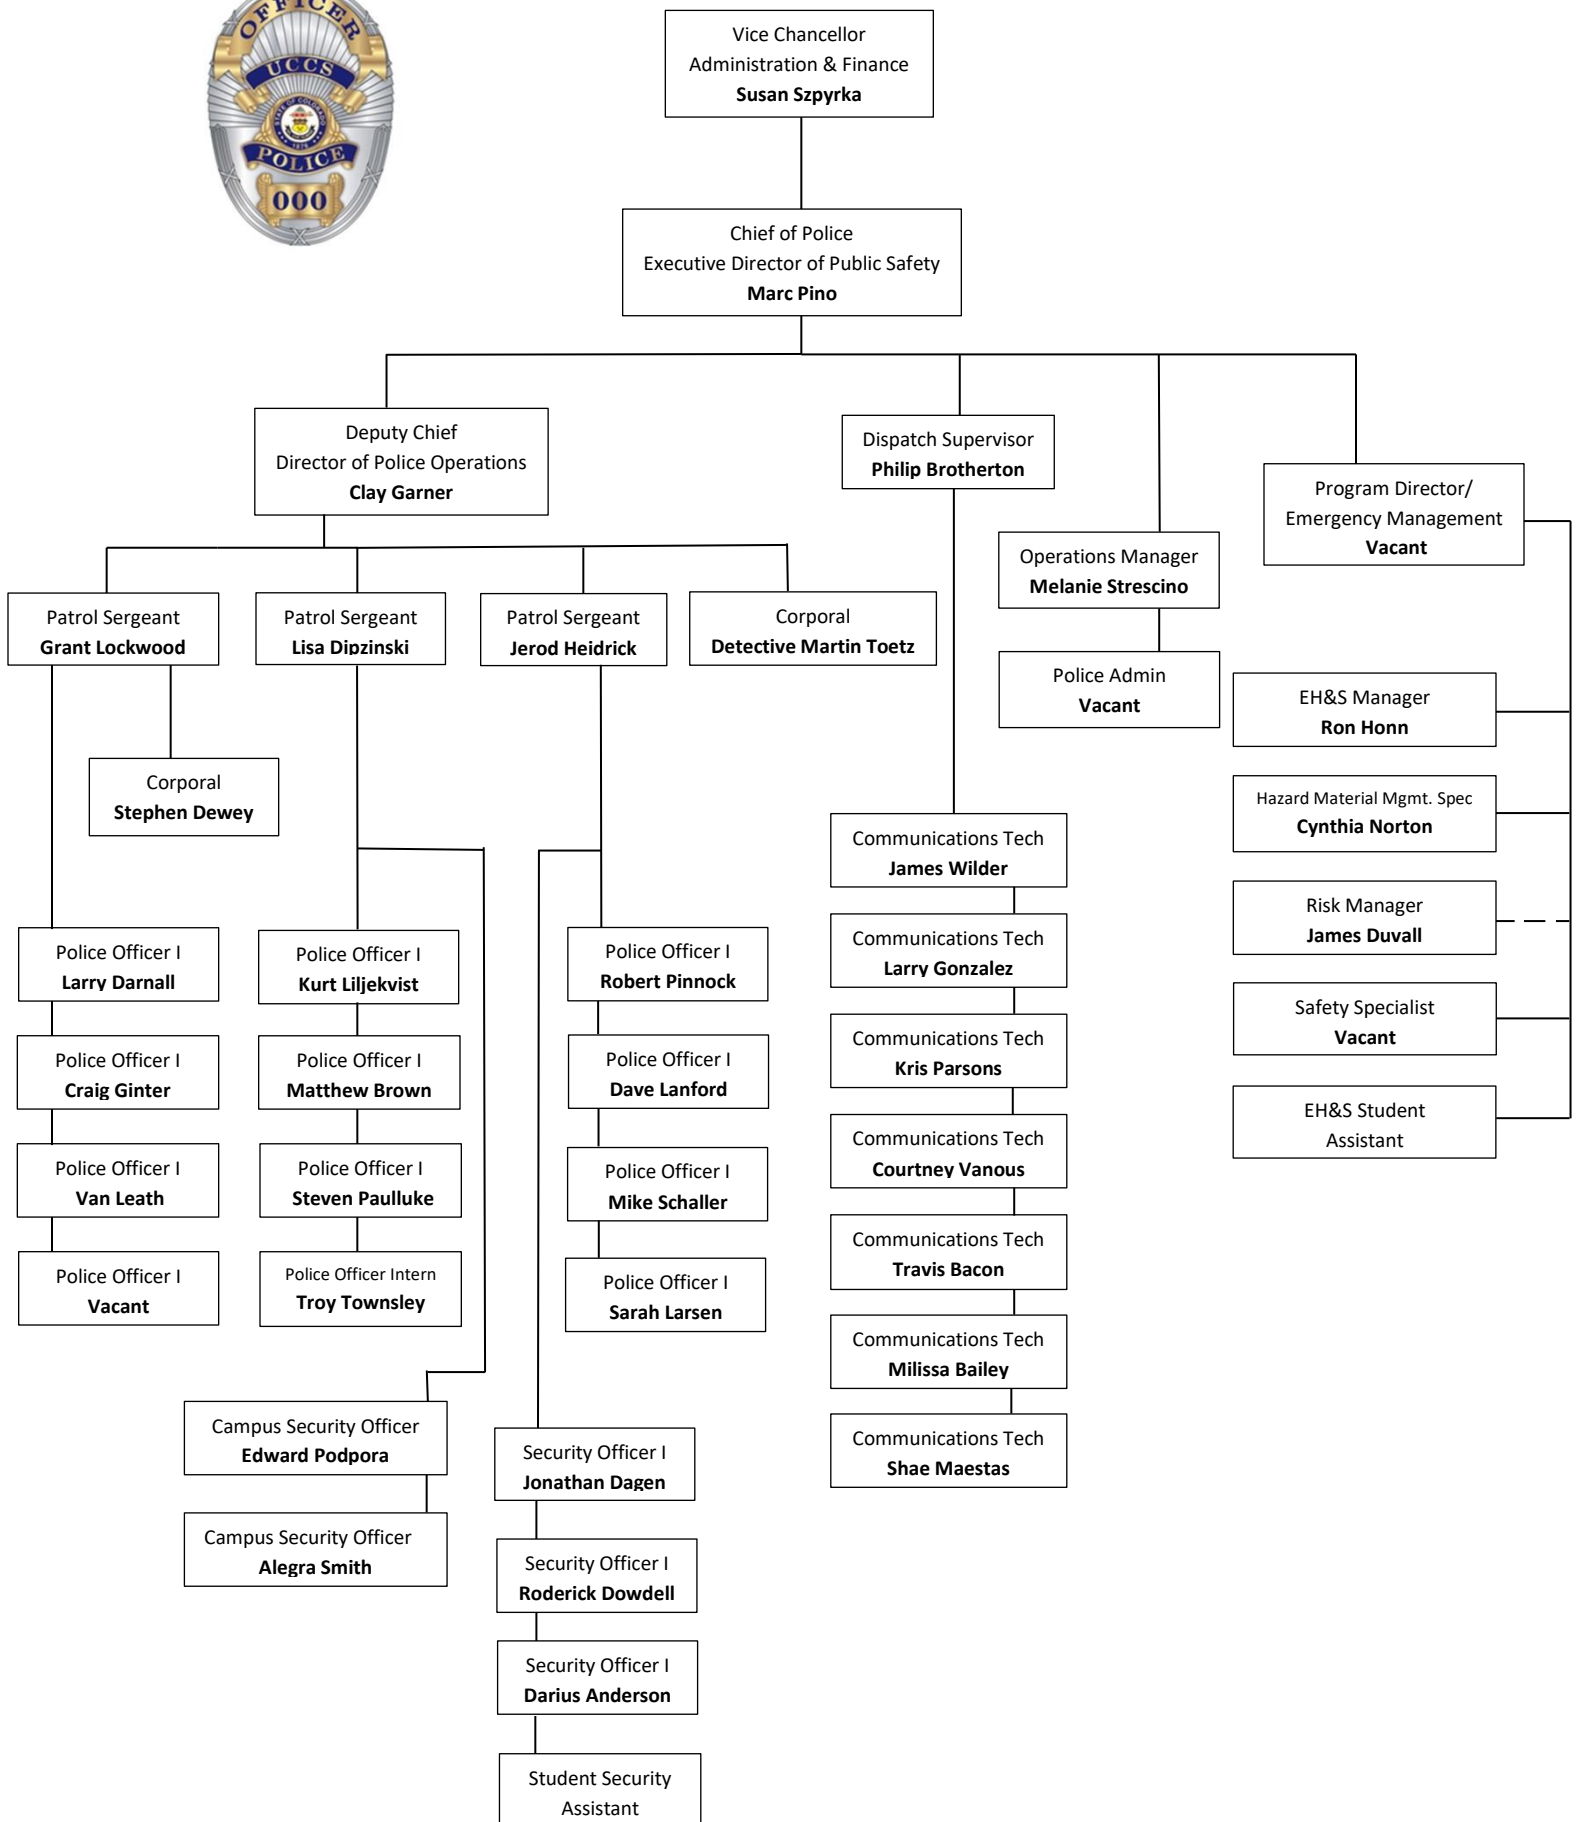 OFFICER
UCCS
STATE OF COLORADO
1876
POLICE
000
Vice Chancellor
Administration & Finance
Susan Szpyrka
Chief of Police
Executive Director of Public Safety
Marc Pino
Deputy Chief
Director of Police Operations
Clay Garner
Dispatch Supervisor
Philip Brotherton
Operations Manager
Melanie Strescino
Police Admin
Vacant
Program Director/
Emergency Management
Vacant
Patrol Sergeant
Grant Lockwood
Patrol Sergeant
Lisa Dipzinski
Patrol Sergeant
Jerod Heidrick
Corporal
Detective Martin Toetz
Corporal
Stephen Dewey
Police Officer I
Larry Darnall
Police Officer I
Craig Ginter
Police Officer I
Van Leath
Police Officer I
Vacant
Police Officer I
Kurt Liljekvist
Police Officer I
Matthew Brown
Police Officer I
Steven Paulluke
Police Officer Intern
Troy Townsley
Campus Security Officer
Edward Podpora
Campus Security Officer
Alegra Smith
Police Officer I
Robert Pinnock
Police Officer I
Dave Lanford
Police Officer I
Mike Schaller
Police Officer I
Sarah Larsen
Security Officer I
Jonathan Dagen
Security Officer I
Roderick Dowdell
Security Officer I
Darius Anderson
Student Security
Assistant
Communications Tech
James Wilder
Communications Tech
Larry Gonzalez
Communications Tech
Kris Parsons
Communications Tech
Courtney Vanous
Communications Tech
Travis Bacon
Communications Tech
Milissa Bailey
Communications Tech
Shae Maestas
EH&S Manager
Ron Honn
Hazard Material Mgmt. Spec
Cynthia Norton
Risk Manager
James Duvall
Safety Specialist
Vacant
EH&S Student
Assistant